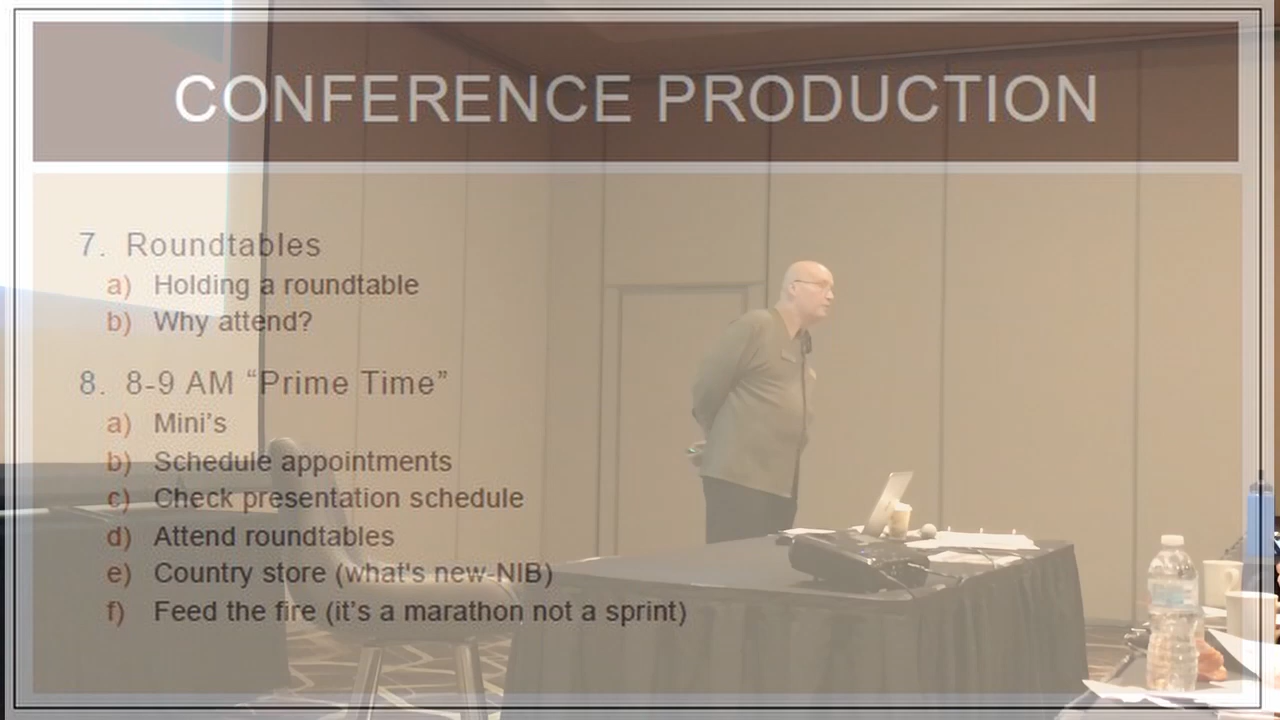 CONFERENCE PRODUCTION
7. Roundtables
a) Holding a roundtable
b) Why attend?
8. 8-9 AM “Prime Time”
a) Mini’s
b) Schedule appointments
c) Check presentation schedule
d) Attend roundtables
e) Country store (what's new-NIB)
f) Feed the fire (it’s a marathon not a sprint)